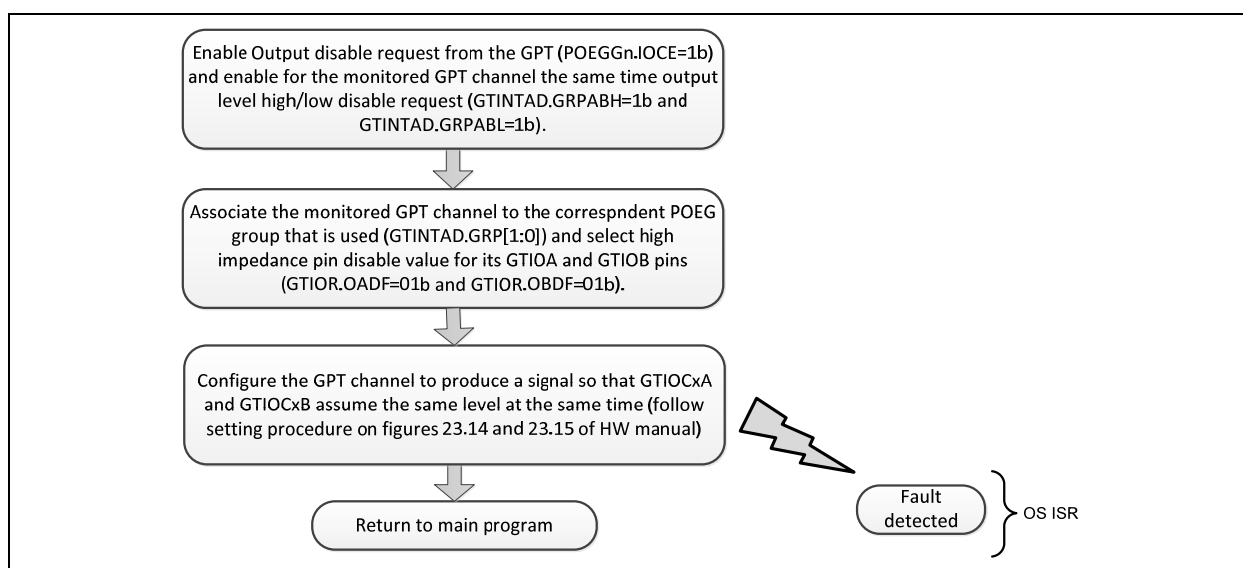 Enable Output disable request from the GPT (POEGGn.IOCE=1b)
and enable for the monitored GPT channel the same time output
level high/low disable request (GTINTAD.GRPABH=1b and
GTINTAD.GRPABL=1b).
Associate the monitored GPT channel to the correspndent POEG
group that is used (GTINTAD.GRP[1:0]) and select high
impedance pin disable value for its GTIOA and GTIOB pins
(GTIOR.OADF=01b and GTIOR.OBDF=01b).
Configure the GPT channel to produce a signal so that GTIOCxA
and GTIOCxB assume the same level at the same time (follow
setting procedure on figures 23.14 and 23.15 of HW manual)
Return to main program
Fault
detected
OS ISR